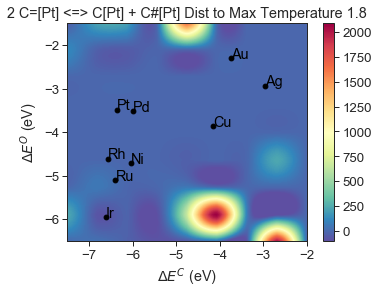 2 C=[Pt] <=> C[Pt] + C#[Pt] Dist to Max Temperature 1.8
−2
−3
−4
−5
−6
ΔE^O (eV)
Au
Ag
Pt
Pd
Cu
Rh
Ni
Ru
Ir
−7
−6
−5
−4
−3
−2
ΔE^C (eV)
2000
1750
1500
1250
1000
750
500
250
0